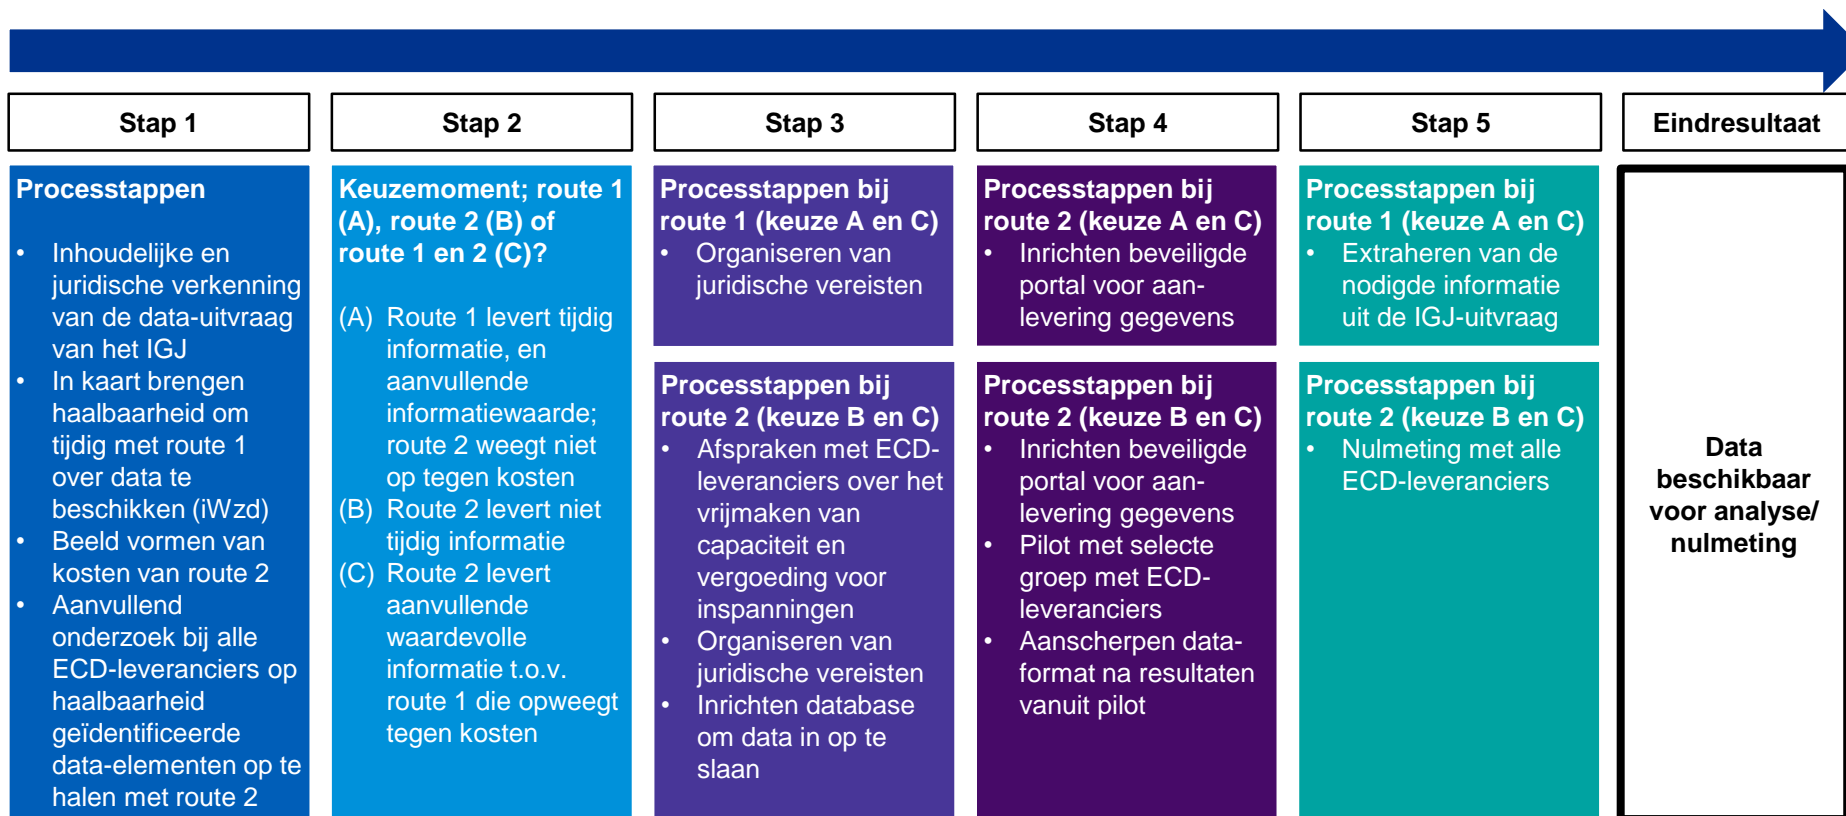 Stap 1
Stap 2
Stap 3
Stap 4
Stap 5
Eindresultaat
Processtappen
• Inhoudelijke en
juridische verkenning
van de data-uitvraag
van het IGJ
• In kaart brengen
haalbaarheid om
tijdig met route 1
over data te
beschikken (iWzd)
• Beeld vormen van
kosten van route 2
• Aanvullend
onderzoek bij alle
ECD-leveranciers op
haalbaarheid
geïdentificeerde
data-elementen op te
halen met route 2
Keuzemoment; route 1
(A), route 2 (B) of
route 1 en 2 (C)?
(A) Route 1 levert tijdig
informatie, en
aanvullende
informatiewaarde;
route 2 weegt niet
op tegen kosten
(B) Route 2 levert niet
tijdig informatie
(C) Route 2 levert
aanvullende
waardevolle
informatie t.o.v.
route 1 die opweegt
tegen kosten
Processtappen bij
route 1 (keuze A en C)
• Organiseren van
juridische vereisten
Processtappen bij
route 2 (keuze B en C)
• Afspraken met ECD-
leveranciers over het
vrijmaken van
capaciteit en
vergoeding voor
inspanningen
• Organiseren van
juridische vereisten
• Inrichten database
om data in op te
slaan
Processtappen bij
route 2 (keuze A en C)
• Inrichten beveiligde
portal voor aan-
levering gegevens
Processtappen bij
route 2 (keuze B en C)
• Inrichten beveiligde
portal voor aan-
levering gegevens
• Pilot met selecte
groep met ECD-
leveranciers
• Aanscherpen data-
format na resultaten
vanuit pilot
Processtappen bij
route 1 (keuze A en C)
• Extraheren van de
nodigde informatie
uit de IGJ-uitvraag
Processtappen bij
route 2 (keuze B en C)
• Nulmeting met alle
ECD-leveranciers
Data
beschikbaar
voor analyse/
nulmeting